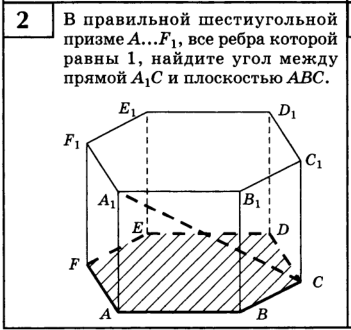 2
В правильной шестиугольной
призме A...F₁, все ребра которой
равны 1, найдите угол между
прямой A₁C и плоскостью ABC.
E₁ D₁
F₁
C₁
A₁ B₁
E D
F
C
A B